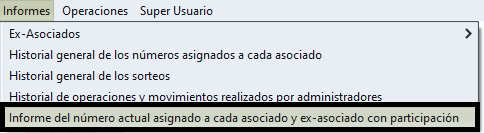 Informes Operaciones Super Usuario
Ex-Asociados
Historial general de los números asignados a cada asociado
Historial general de los sorteos
Historial de operaciones y movimientos realizados por administradores
Informe del número actual asignado a cada asociado y ex-asociado con participación